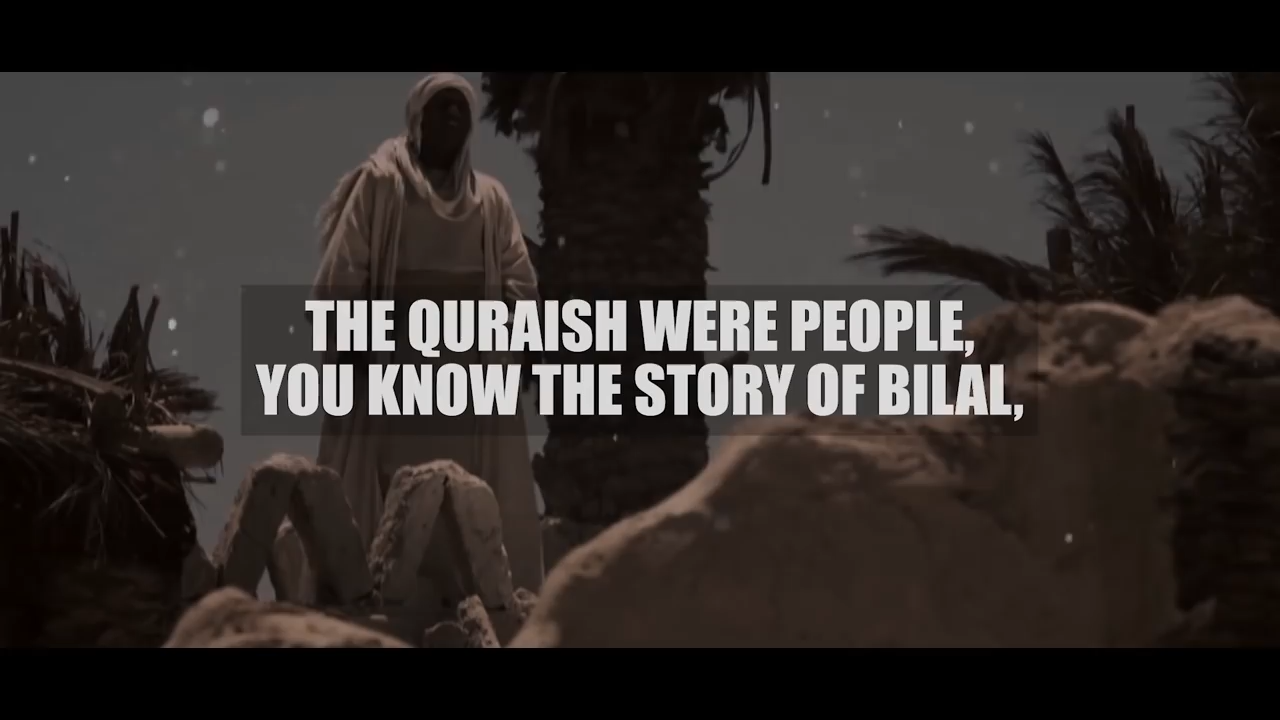 THE QURAISH WERE PEOPLE,
YOU KNOW THE STORY OF BILAL,